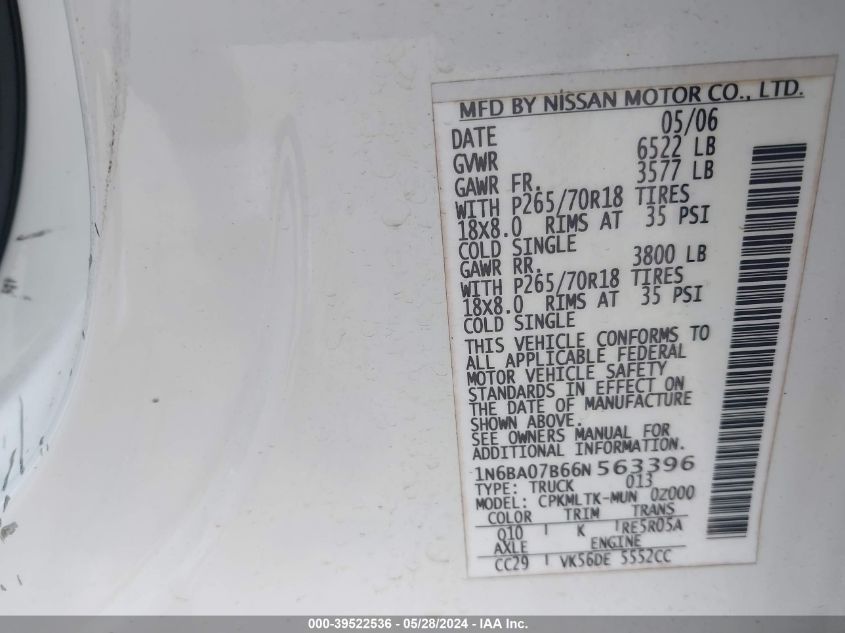 MFD BY NISSAN MOTOR CO., LTD.
DATE 05/06
GVWR 6522 LB
GAWR FR. 3577 LB
WITH P265/70R18 TIRES
18X8.0 RIMS AT 35 PSI
COLD SINGLE
GAWR RR. 3800 LB
WITH P265/70R18 TIRES
18X8.0 RIMS AT 35 PSI
COLD SINGLE
THIS VEHICLE CONFORMS TO
ALL APPLICABLE FEDERAL
MOTOR VEHICLE SAFETY
STANDARDS IN EFFECT ON
THE DATE OF MANUFACTURE
SHOWN ABOVE.
SEE OWNERS MANUAL FOR
ADDITIONAL INFORMATION.
1N6BA07B66N563396
TYPE: TRUCK 013
MODEL: CPKMLTK-MUN 0Z000
COLOR TRIM TRANS
Q10 K RE5R05A
AXLE ENGINE
CC29 VK56DE 5552CC
000-39522536 - 05/28/2024 - IAA Inc.